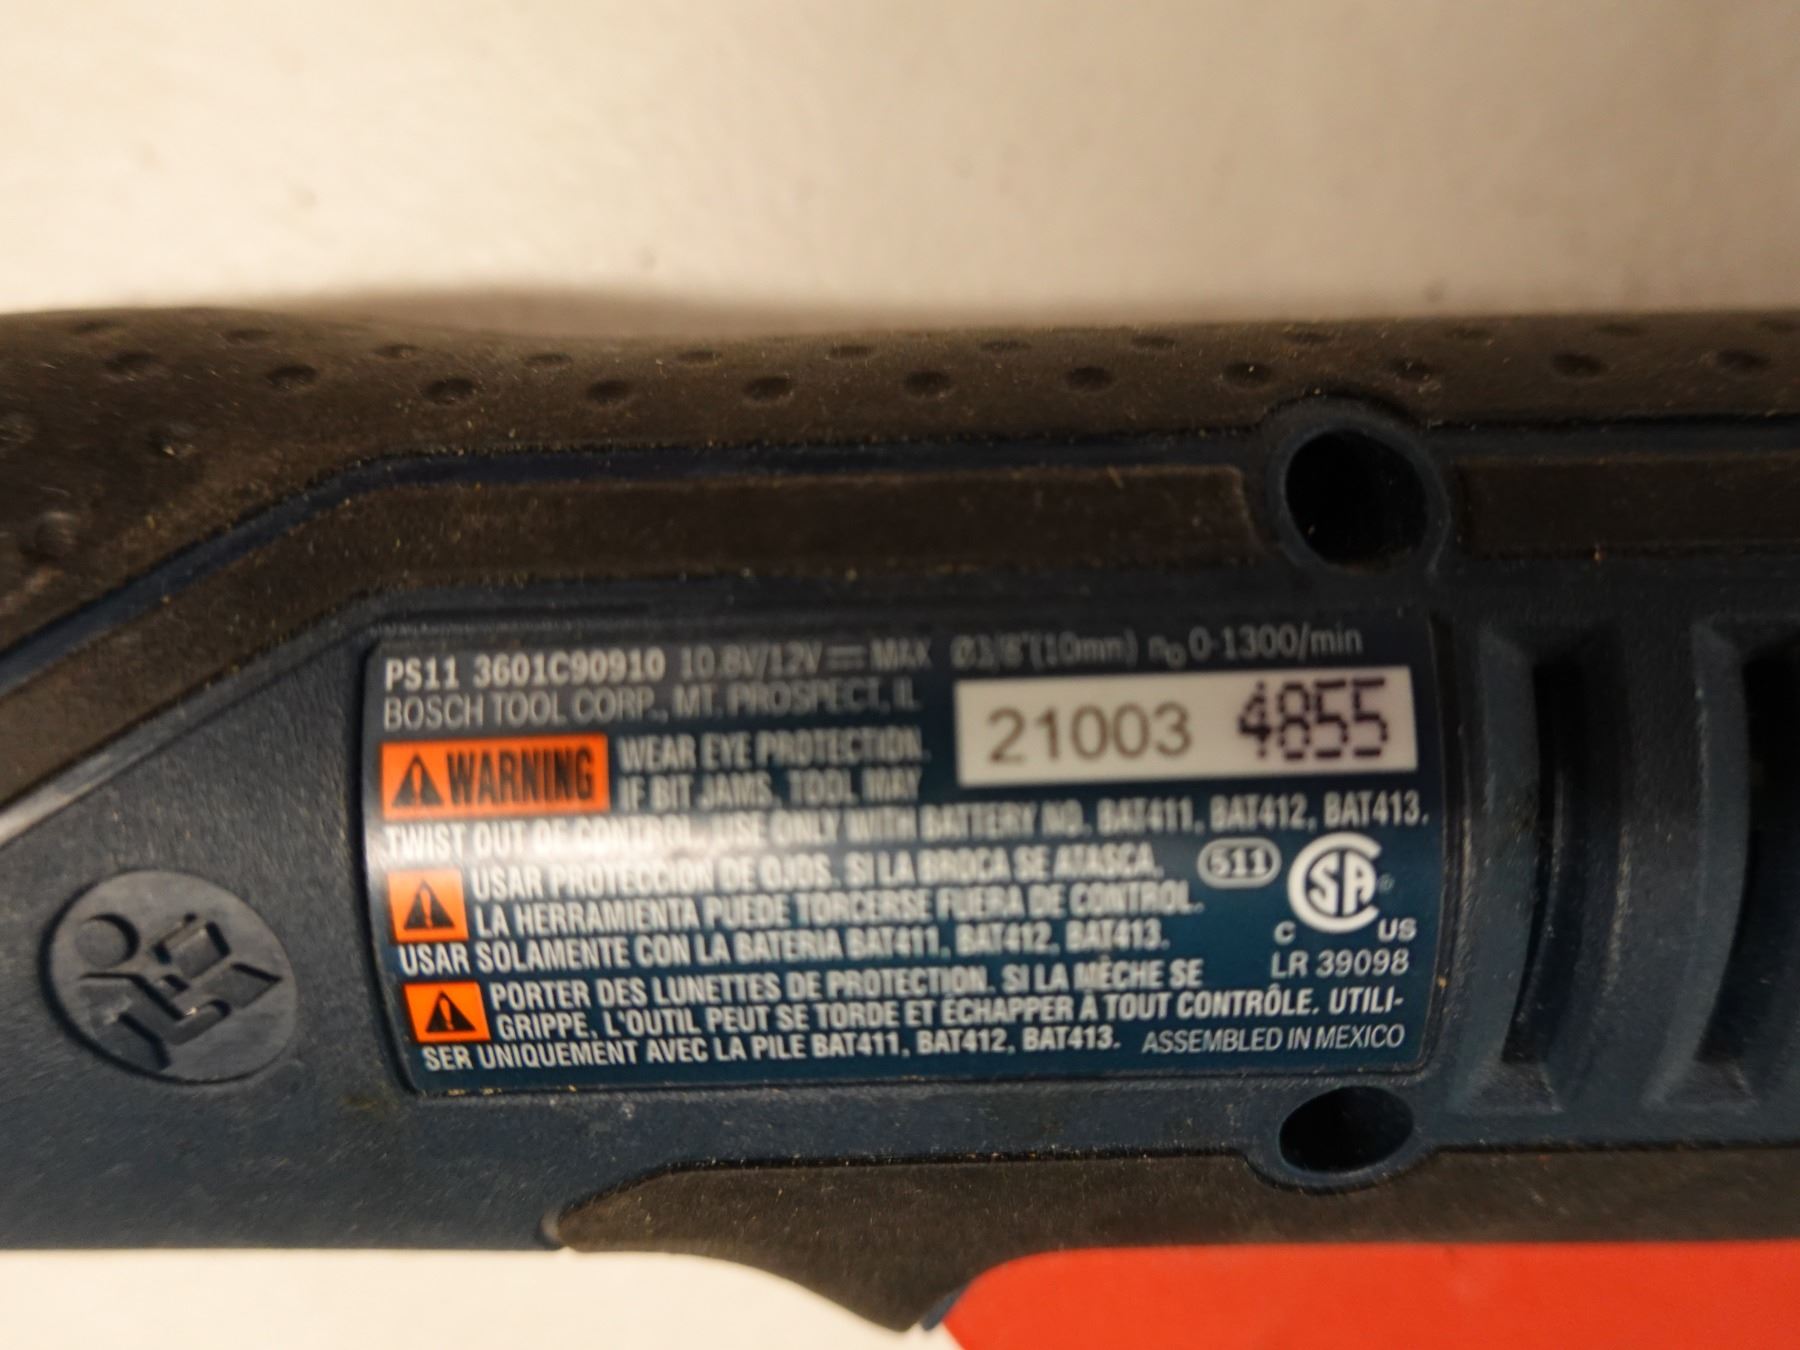 PS11 3601C90910 10.8V/12V MAX Ø3/8"(10mm) n0 0-1300/min
BOSCH TOOL CORP., MT. PROSPECT, IL
21003 4855
WARNING WEAR EYE PROTECTION.
IF BIT JAMS, TOOL MAY
TWIST OUT OF CONTROL. USE ONLY WITH BATTERY NO. BAT411, BAT412, BAT413.
USAR PROTECCION DE OJOS. SI LA BROCA SE ATASCA,
LA HERRAMIENTA PUEDE TORCERSE FUERA DE CONTROL.
USAR SOLAMENTE CON LA BATERIA BAT411, BAT412, BAT413.
511
CSA ®
C US
LR 39098
PORTER DES LUNETTES DE PROTECTION. SI LA MÈCHE SE
GRIPPE, L'OUTIL PEUT SE TORDE ET ÉCHAPPER À TOUT CONTRÔLE. UTILI-
SER UNIQUEMENT AVEC LA PILE BAT411, BAT412, BAT413. ASSEMBLED IN MEXICO